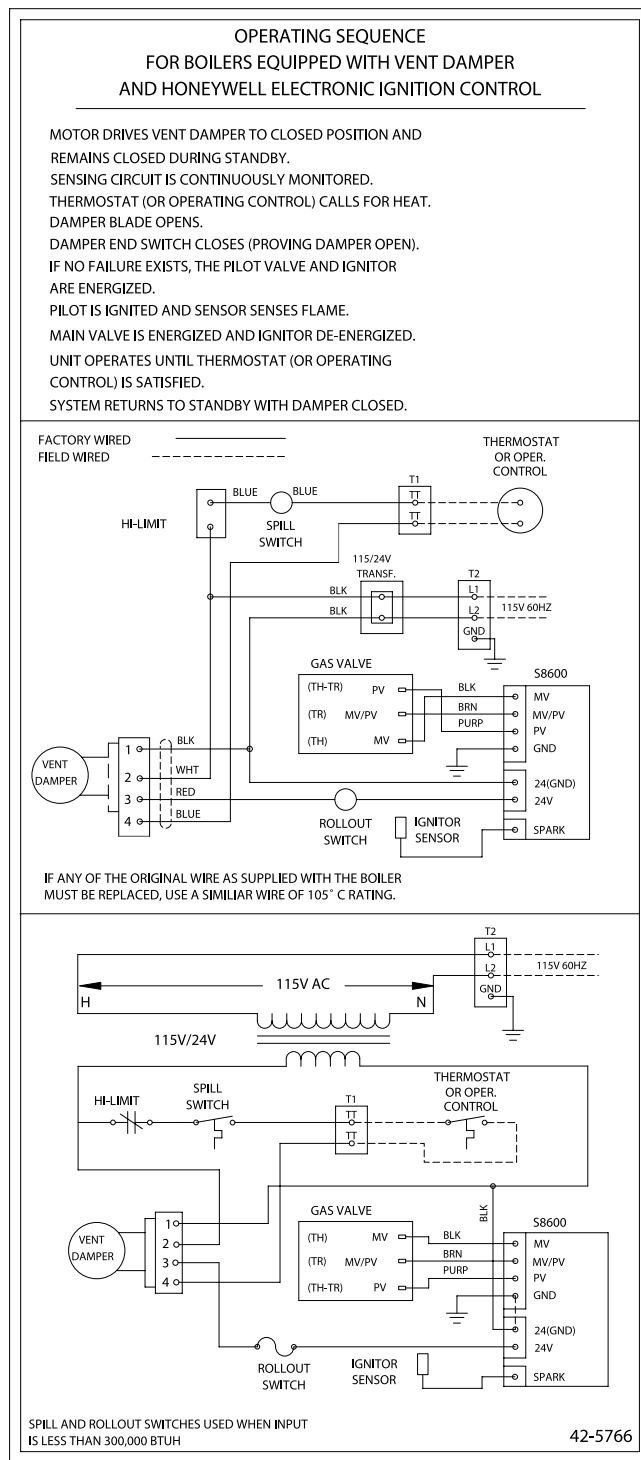 OPERATING SEQUENCE
FOR BOILERS EQUIPPED WITH VENT DAMPER
AND HONEYWELL ELECTRONIC IGNITION CONTROL
MOTOR DRIVES VENT DAMPER TO CLOSED POSITION AND
REMAINS CLOSED DURING STANDBY.
SENSING CIRCUIT IS CONTINUOUSLY MONITORED.
THERMOSTAT (OR OPERATING CONTROL) CALLS FOR HEAT.
DAMPER BLADE OPENS.
DAMPER END SWITCH CLOSES (PROVING DAMPER OPEN).
IF NO FAILURE EXISTS, THE PILOT VALVE AND IGNITOR
ARE ENERGIZED.
PILOT IS IGNITED AND SENSOR SENSES FLAME.
MAIN VALVE IS ENERGIZED AND IGNITOR DE-ENERGIZED.
UNIT OPERATES UNTIL THERMOSTAT (OR OPERATING
CONTROL) IS SATISFIED.
SYSTEM RETURNS TO STANDBY WITH DAMPER CLOSED.
FACTORY WIRED
FIELD WIRED
THERMOSTAT
OR OPER.
CONTROL
T1
TT
TT
BLUE
BLUE
HI-LIMIT
SPILL
SWITCH
115/24V
TRANSF.
BLK
BLK
T2
L1
L2
GND
115V 60HZ
GAS VALVE
(TH-TR) PV
(TR) MV/PV
(TH) MV
BLK
BRN
PURP
S8600
MV
MV/PV
PV
GND
24(GND)
24V
SPARK
VENT
DAMPER
1
2
3
4
BLK
WHT
RED
BLUE
ROLLOUT
SWITCH
IGNITOR
SENSOR
IF ANY OF THE ORIGINAL WIRE AS SUPPLIED WITH THE BOILER
MUST BE REPLACED, USE A SIMILIAR WIRE OF 105° C RATING.
T2
L1
L2
GND
115V 60HZ
115V AC
H
N
115V/24V
HI-LIMIT
SPILL
SWITCH
T1
TT
TT
THERMOSTAT
OR OPER.
CONTROL
VENT
DAMPER
1
2
3
4
GAS VALVE
(TH) MV
(TR) MV/PV
(TH-TR) PV
BLK
BLK
BRN
PURP
S8600
MV
MV/PV
PV
GND
24(GND)
24V
SPARK
ROLLOUT
SWITCH
IGNITOR
SENSOR
SPILL AND ROLLOUT SWITCHES USED WHEN INPUT
IS LESS THAN 300,000 BTUH
42-5766